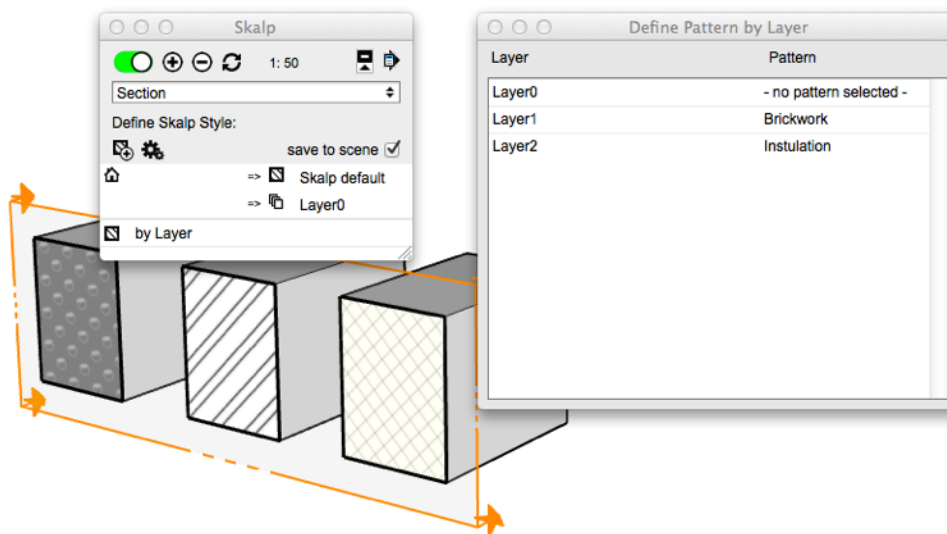 Skalp
1: 50
Section
Define Skalp Style:
save to scene
=> Skalp default
=> Layer0
by Layer
Define Pattern by Layer
Layer Pattern
Layer0 - no pattern selected -
Layer1 Brickwork
Layer2 Instulation